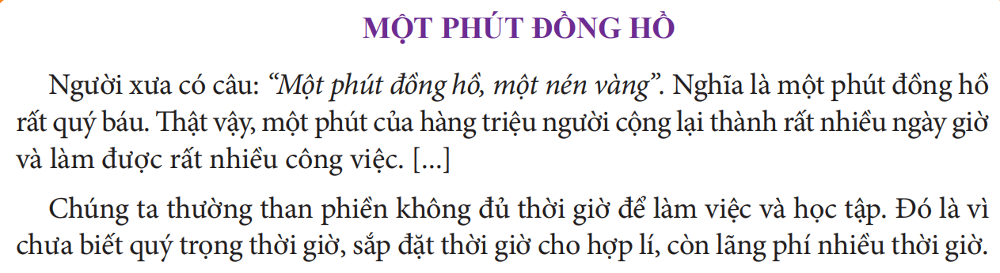 MỘT PHÚT ĐỒNG HỒ
Người xưa có câu: “Một phút đồng hồ, một nén vàng”. Nghĩa là một phút đồng hồ
rất quý báu. Thật vậy, một phút của hàng triệu người cộng lại thành rất nhiều ngày giờ
và làm được rất nhiều công việc. [...]
Chúng ta thường than phiền không đủ thời giờ để làm việc và học tập. Đó là vì
chưa biết quý trọng thời giờ, sắp đặt thời giờ cho hợp lí, còn lãng phí nhiều thời giờ.